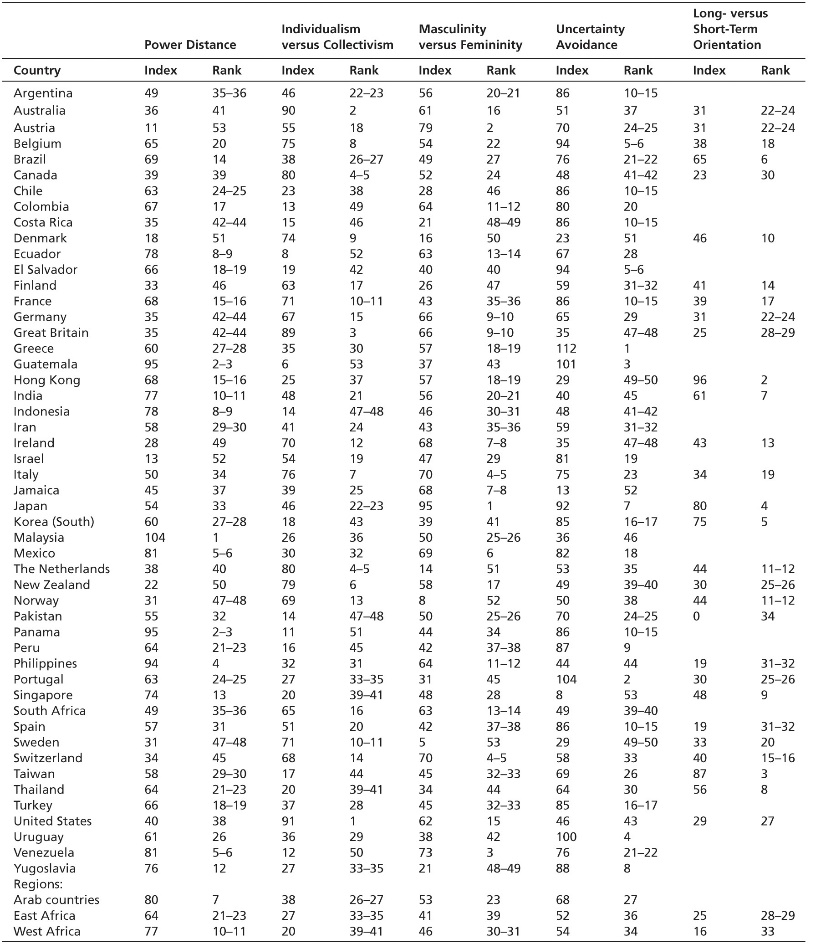 Long- versus
Individualism Masculinity Uncertainty Short-Term
Power Distance versus Collectivism versus Femininity Avoidance Orientation
Country Index Rank Index Rank Index Rank Index Rank Index Rank
Argentina 49 35–36 46 22–23 56 20–21 86 10–15
Australia 36 41 90 2 61 16 51 37 31 22–24
Austria 11 53 55 18 79 2 70 24–25 31 22–24
Belgium 65 20 75 8 54 22 94 5–6 38 18
Brazil 69 14 38 26–27 49 27 76 21–22 65 6
Canada 39 39 80 4–5 52 24 48 41–42 23 30
Chile 63 24–25 23 38 28 46 86 10–15
Colombia 67 17 13 49 64 11–12 80 20
Costa Rica 35 42–44 15 46 21 48–49 86 10–15
Denmark 18 51 74 9 16 50 23 51 46 10
Ecuador 78 8–9 8 52 63 13–14 67 28
El Salvador 66 18–19 19 42 40 40 94 5–6
Finland 33 46 63 17 26 47 59 31–32 41 14
France 68 15–16 71 10–11 43 35–36 86 10–15 39 17
Germany 35 42–44 67 15 66 9–10 65 29 31 22–24
Great Britain 35 42–44 89 3 66 9–10 35 47–48 25 28–29
Greece 60 27–28 35 30 57 18–19 112 1
Guatemala 95 2–3 6 53 37 43 101 3
Hong Kong 68 15–16 25 37 57 18–19 29 49–50 96 2
India 77 10–11 48 21 56 20–21 40 45 61 7
Indonesia 78 8–9 14 47–48 46 30–31 48 41–42
Iran 58 29–30 41 24 43 35–36 59 31–32
Ireland 28 49 70 12 68 7–8 35 47–48 43 13
Israel 13 52 54 19 47 29 81 19
Italy 50 34 76 7 70 4–5 75 23 34 19
Jamaica 45 37 39 25 68 7–8 13 52
Japan 54 33 46 22–23 95 1 92 7 80 4
Korea (South) 60 27–28 18 43 39 41 85 16–17 75 5
Malaysia 104 1 26 36 50 25–26 36 46
Mexico 81 5–6 30 32 69 6 82 18
The Netherlands 38 40 80 4–5 14 51 53 35 44 11–12
New Zealand 22 50 79 6 58 17 49 39–40 30 25–26
Norway 31 47–48 69 13 8 52 50 38 44 11–12
Pakistan 55 32 14 47–48 50 25–26 70 24–25 0 34
Panama 95 2–3 11 51 44 34 86 10–15
Peru 64 21–23 16 45 42 37–38 87 9
Philippines 94 4 32 31 64 11–12 44 44 19 31–32
Portugal 63 24–25 27 33–35 31 45 104 2 30 25–26
Singapore 74 13 20 39–41 48 28 8 53 48 9
South Africa 49 35–36 65 16 63 13–14 49 39–40
Spain 57 31 51 20 42 37–38 86 10–15 19 31–32
Sweden 31 47–48 71 10–11 5 53 29 49–50 33 20
Switzerland 34 45 68 14 70 4–5 58 33 40 15–16
Taiwan 58 29–30 17 44 45 32–33 69 26 87 3
Thailand 64 21–23 20 39–41 34 44 64 30 56 8
Turkey 66 18–19 37 28 45 32–33 85 16–17
United States 40 38 91 1 62 15 46 43 29 27
Uruguay 61 26 36 29 38 42 100 4
Venezuela 81 5–6 12 50 73 3 76 21–22
Yugoslavia 76 12 27 33–35 21 48–49 88 8
Regions:
Arab countries 80 7 38 26–27 53 23 68 27
East Africa 64 21–23 27 33–35 41 39 52 36 25 28–29
West Africa 77 10–11 20 39–41 46 30–31 54 34 16 33